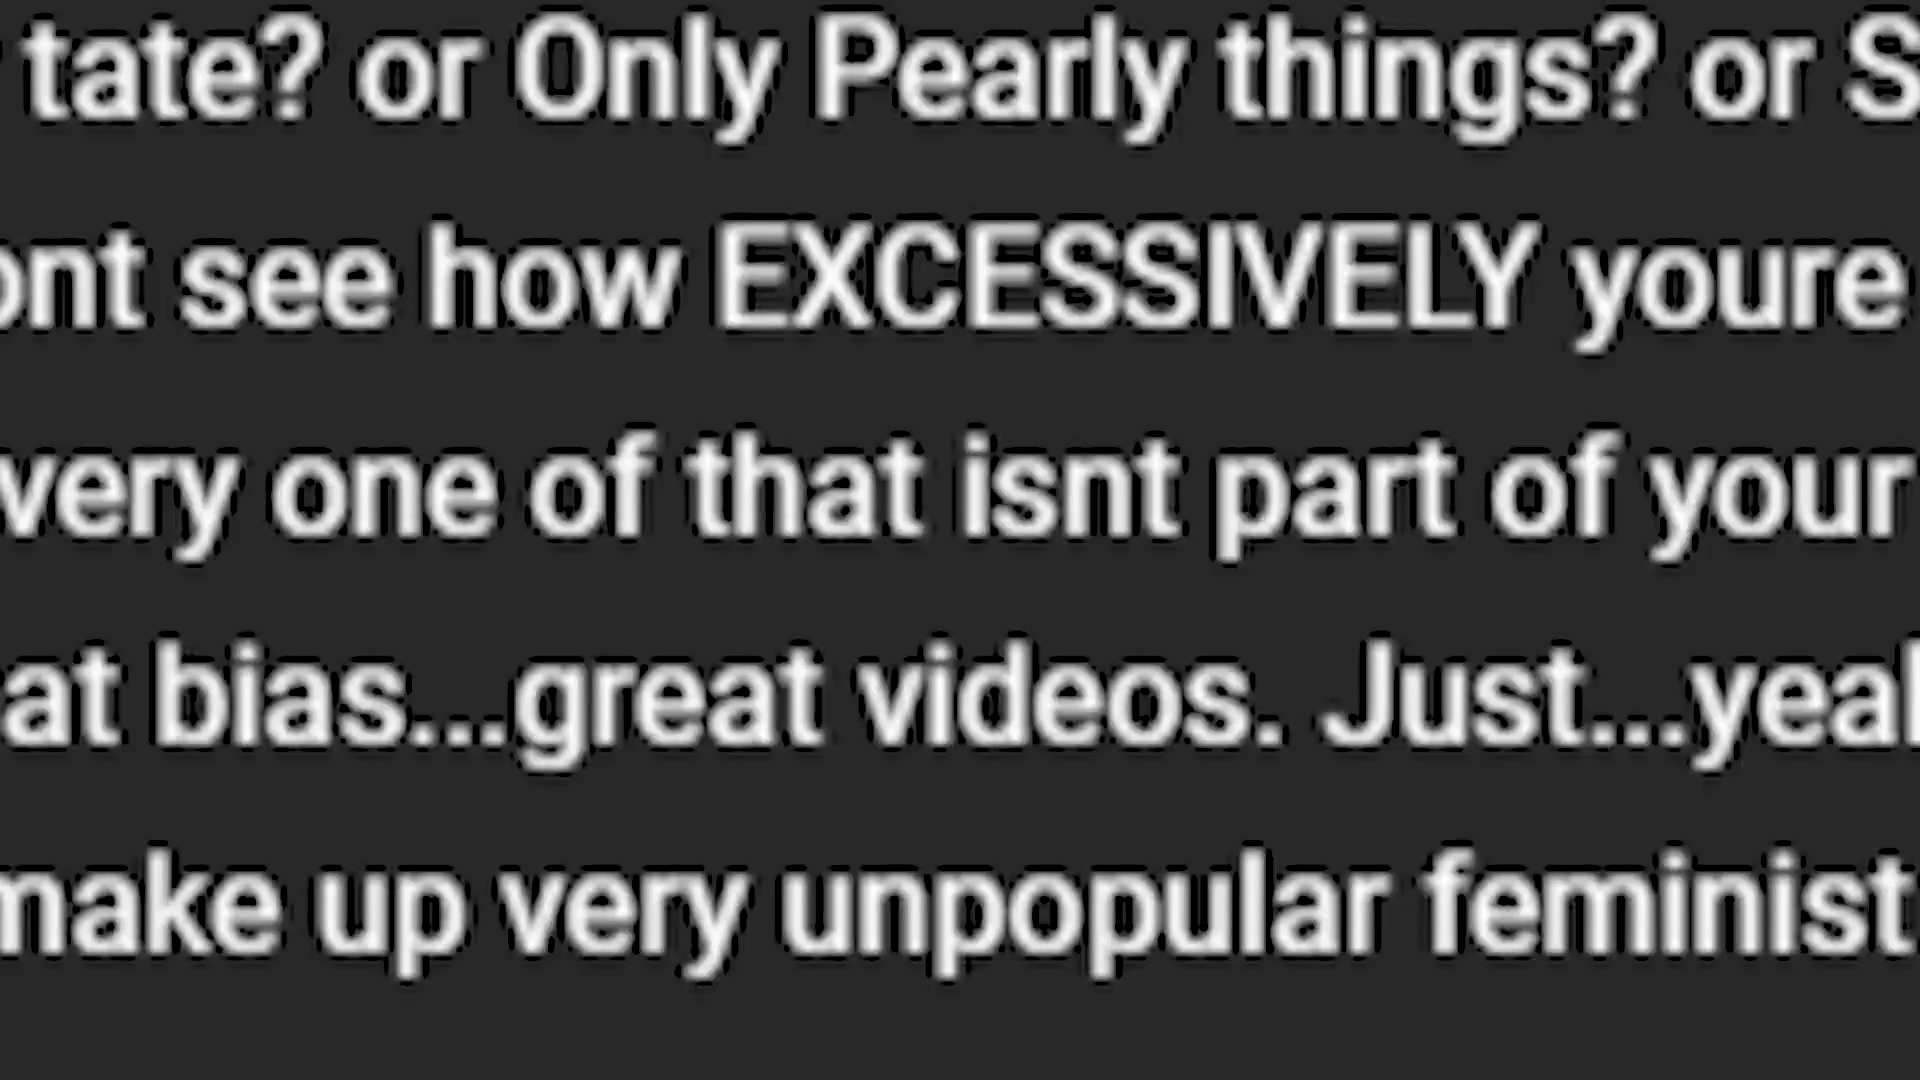 tate? or Only Pearly things? or S
ont see how EXCESSIVELY youre
very one of that isnt part of your
at bias...great videos. Just...yeah
make up very unpopular feminist